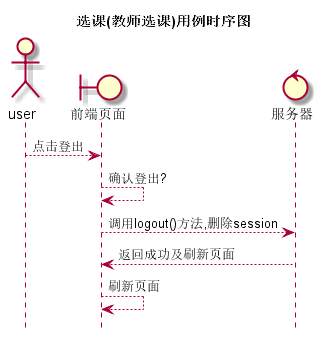 选课(教师选课)用例时序图
user
前端页面
服务器
点击登出
确认登出?
调用logout()方法,删除session
返回成功及刷新页面
刷新页面